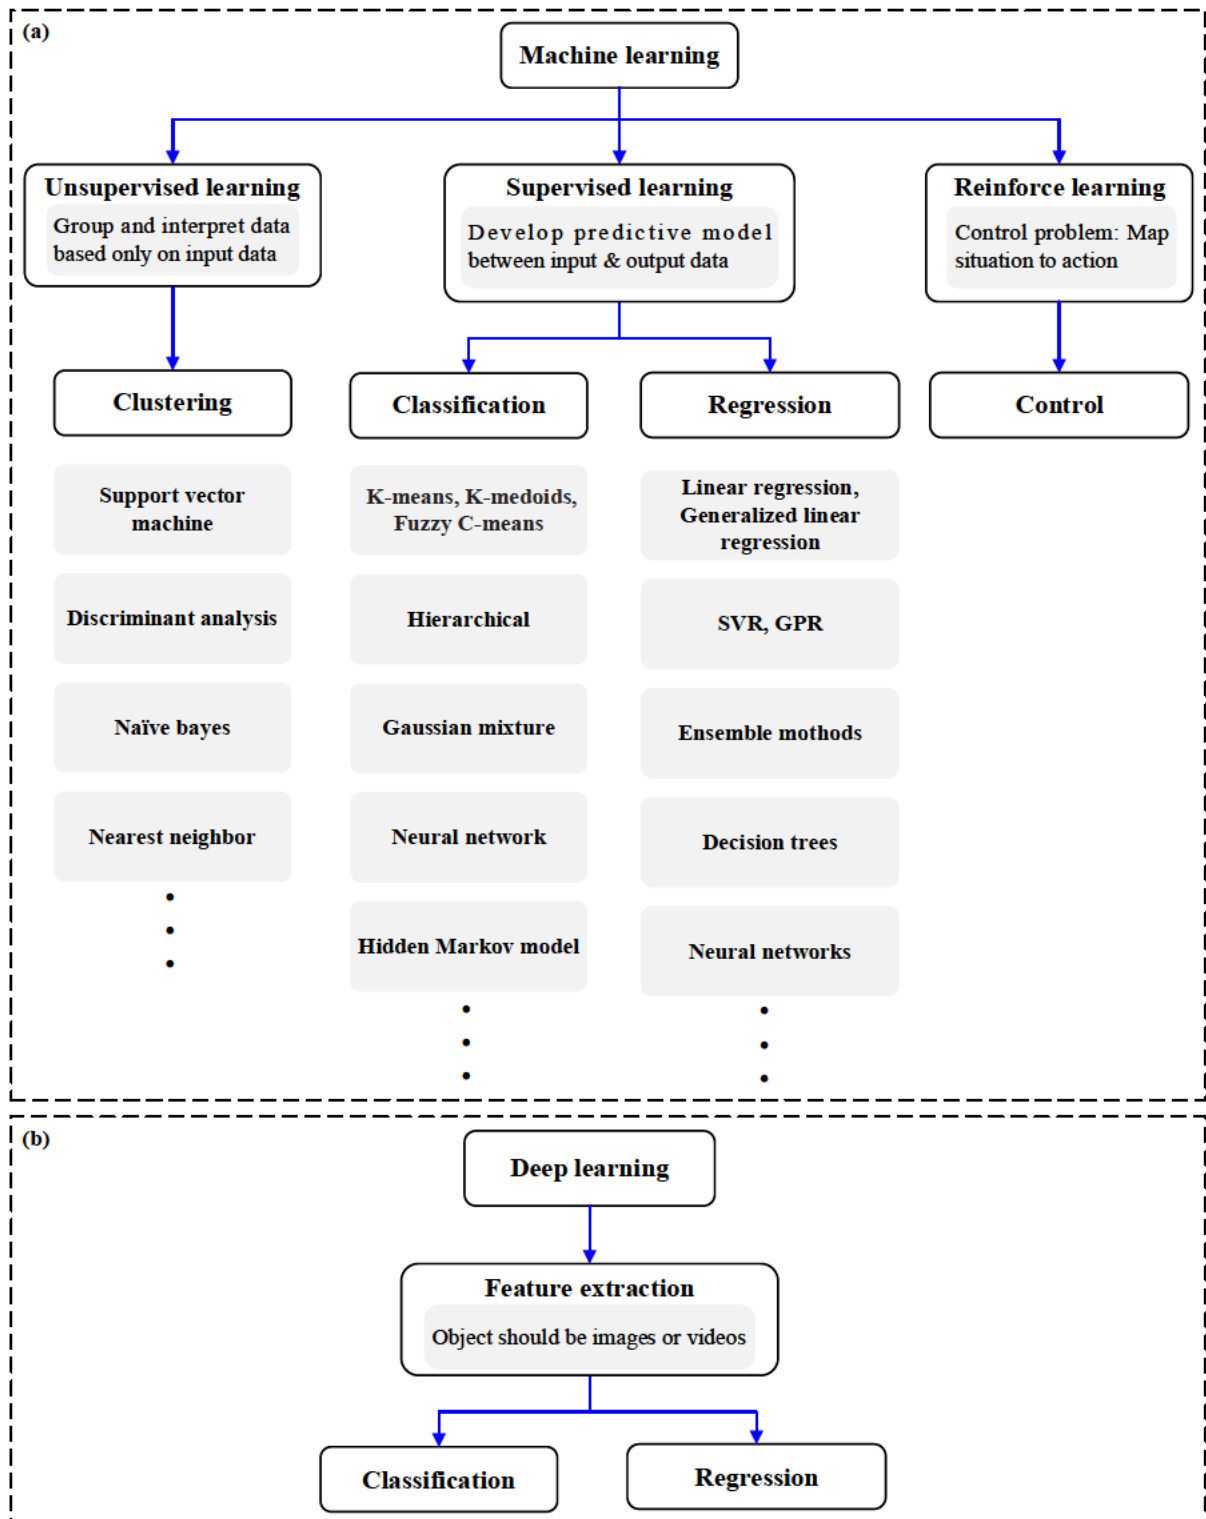 (a)
Machine learning
Unsupervised learning
Group and interpret data
based only on input data
Supervised learning
Develop predictive model
between input & output data
Reinforce learning
Control problem: Map
situation to action
Clustering
Classification
Regression
Control
Support vector
machine
Discriminant analysis
Naïve bayes
Nearest neighbor
K-means, K-medoids,
Fuzzy C-means
Hierarchical
Gaussian mixture
Neural network
Hidden Markov model
Linear regression,
Generalized linear
regression
SVR, GPR
Ensemble mothods
Decision trees
Neural networks
(b)
Deep learning
Feature extraction
Object should be images or videos
Classification
Regression